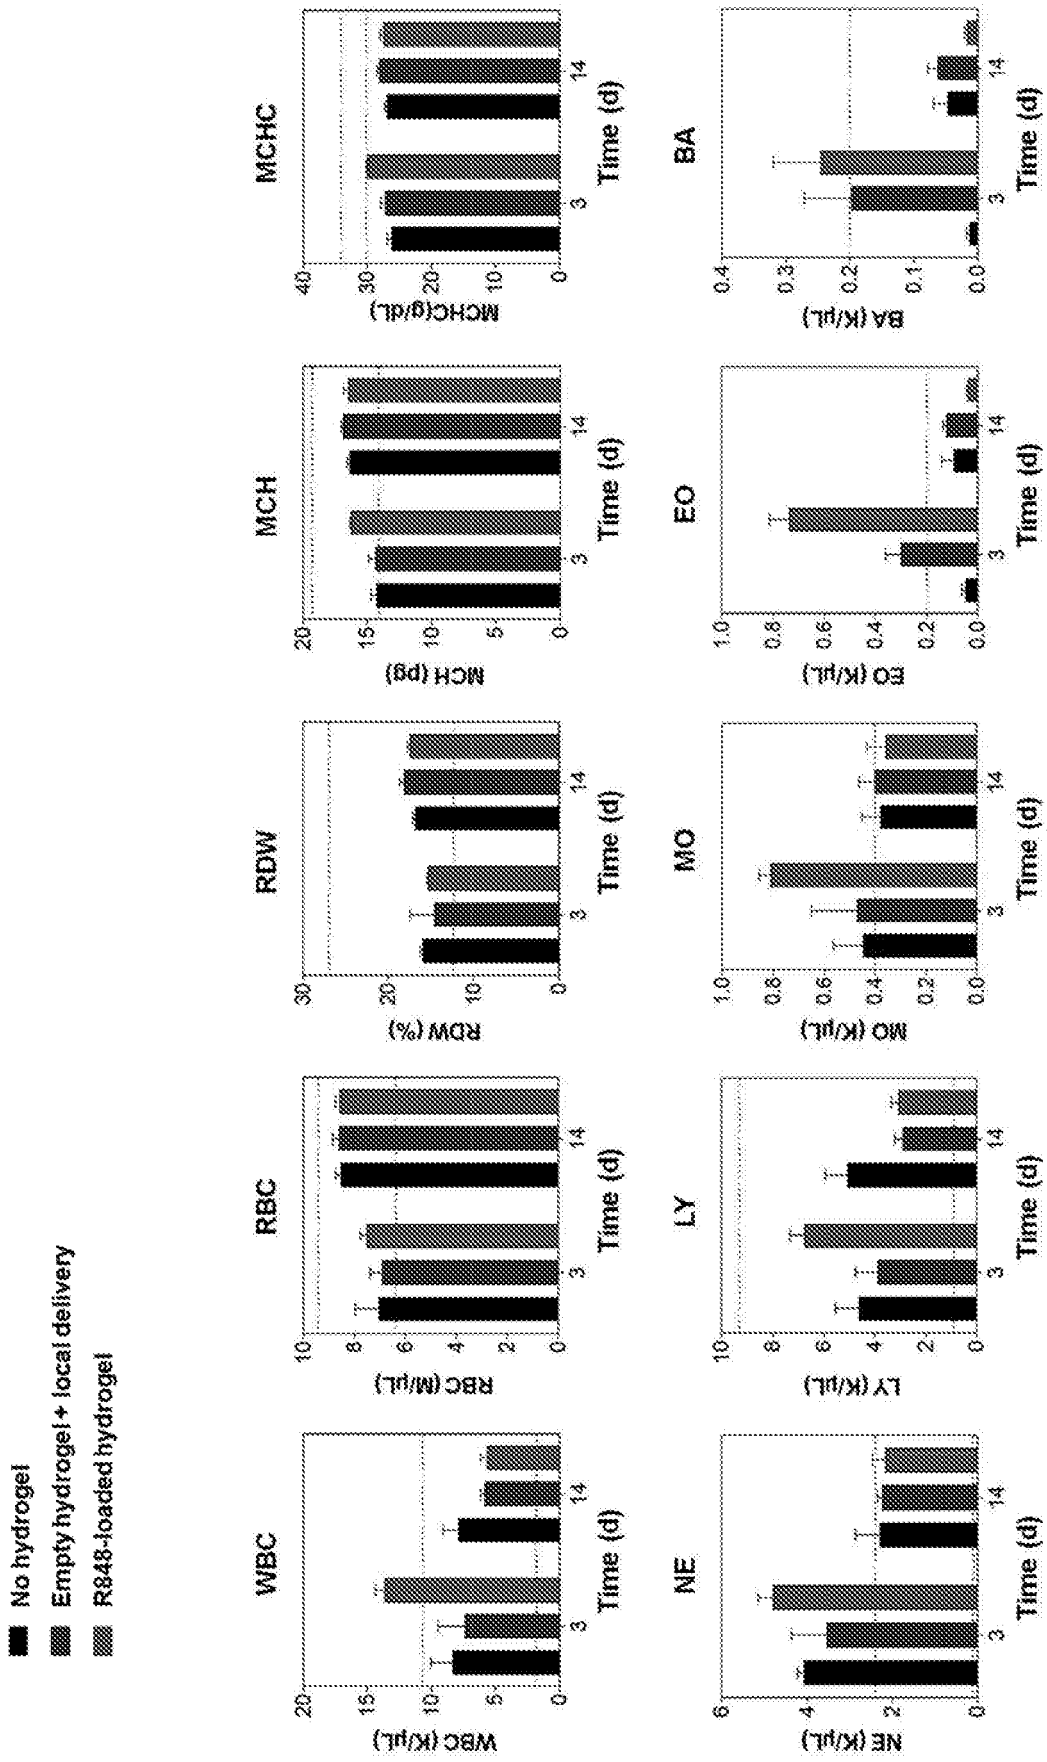 No hydrogel
Empty hydrogel + local delivery
R848-loaded hydrogel
WBC
WBC (K/µL)
20
15
10
5
0
3
14
Time (d)
RBC
RBC (M/µL)
10
8
6
4
2
0
3
14
Time (d)
RDW
RDW (%)
30
20
10
0
3
14
Time (d)
MCH
MCH (pg)
20
15
10
5
0
3
14
Time (d)
MCHC
MCHC(g/dL)
40
30
20
10
0
3
14
Time (d)
NE
NE (K/µL)
4
2
0
3
14
Time (d)
LY
LY (K/µL)
10
8
6
4
2
0
3
14
Time (d)
MO
MO (K/µL)
1.0
0.8
0.6
0.4
0.2
0.0
3
14
Time (d)
EO
EO (K/µL)
1.0
0.8
0.6
0.4
0.2
0.0
3
14
Time (d)
BA
BA (K/µL)
0.4
0.3
0.2
0.1
0.0
3
14
Time (d)